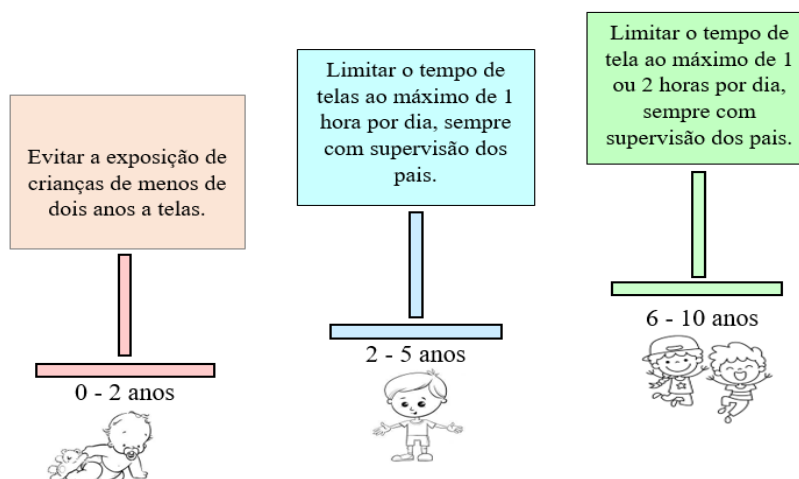 Evitar a exposição de
crianças de menos de
dois anos a telas.
0 - 2 anos
Limitar o tempo de
telas ao máximo de 1
hora por dia, sempre
com supervisão dos
pais.
2 - 5 anos
Limitar o tempo de
tela ao máximo de 1
ou 2 horas por dia,
sempre com
supervisão dos pais.
6 - 10 anos